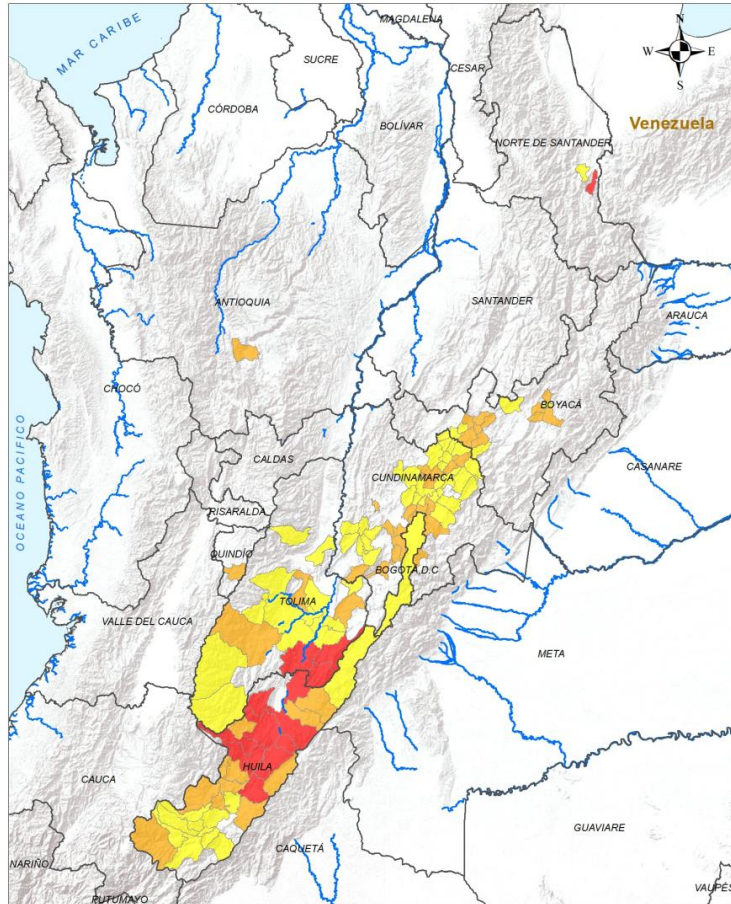 MAGDALENA
N
MAR CARIBE
SUCRE
CESAR
W
E
S
CÓRDOBA
BOLÍVAR
Venezuela
NORTE DE SANTANDER
ANTIOQUIA
SANTANDER
ARAUCA
CHOCÓ
BOYACÁ
OCEANO PACIFICO
CALDAS
CUNDINAMARCA
CASANARE
RISARALDA
QUINDÍO
BOGOTÁ, D.C
TOLIMA
VALLE DEL CAUCA
META
HUILA
CAUCA
GUAVIARE
CAQUETÁ
NARIÑO
PUTUMAYO
VAUPÉS